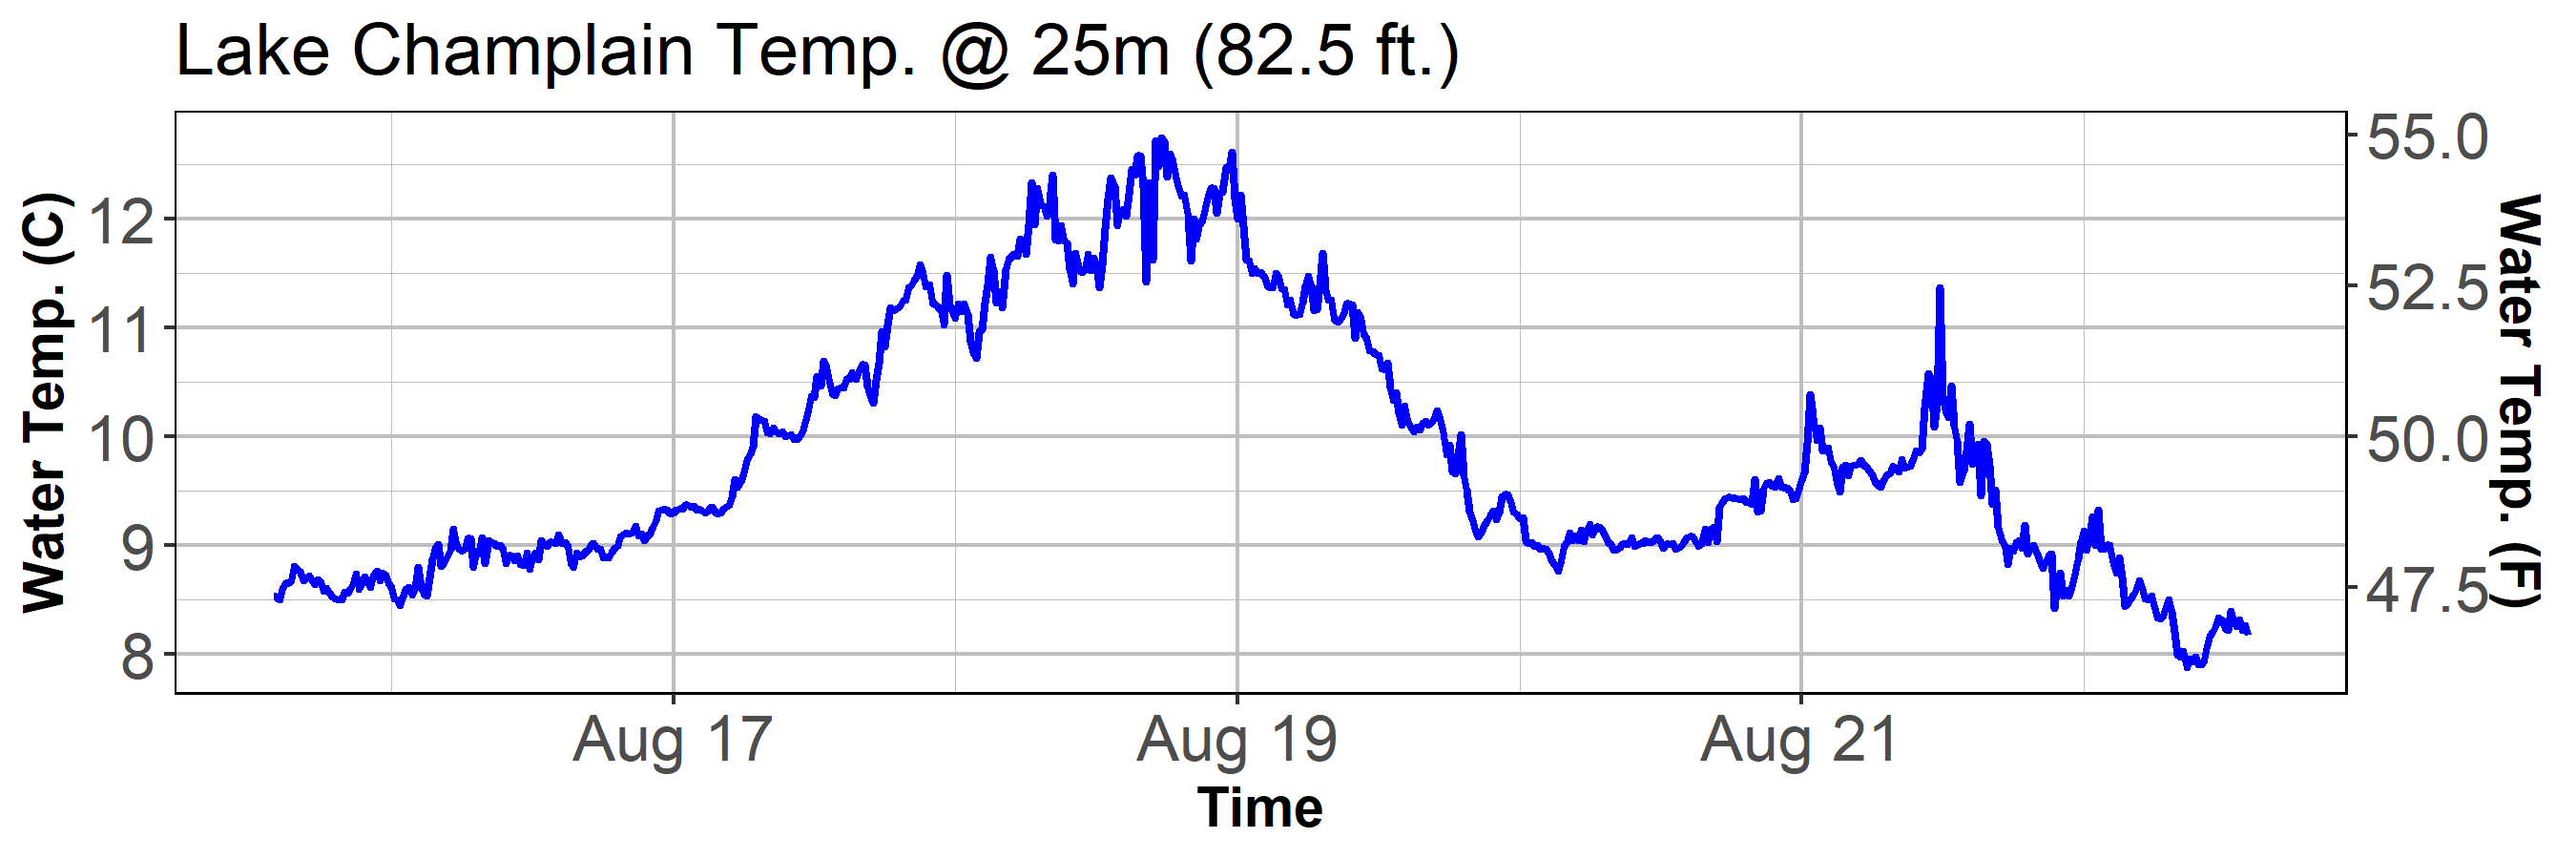 Lake Champlain Temp. @ 25m (82.5 ft.)
Water Temp. (C)
12
11
10
9
8
55.0
52.5
50.0
47.5
Water Temp. (F)
Aug 17
Aug 19
Aug 21
Time